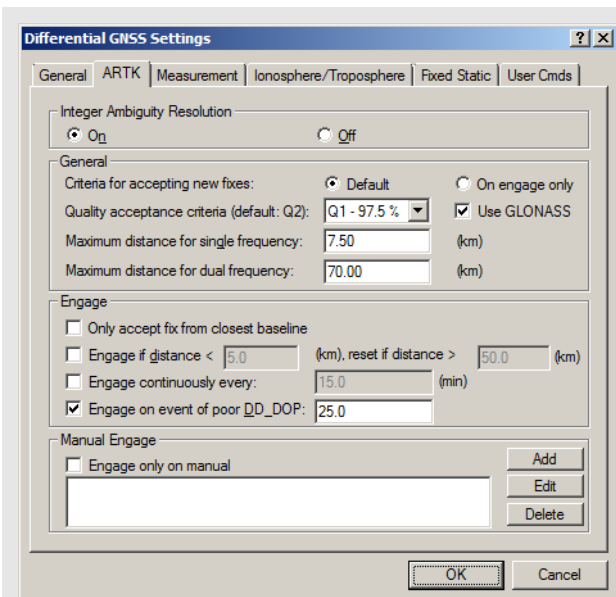 Differential GNSS Settings
General ARTK Measurement Ionosphere/Troposphere Fixed Static User Cmds
Integer Ambiguity Resolution
On Off
General
Criteria for accepting new fixes: Default On engage only
Quality acceptance criteria (default: Q2): Q1 - 97.5 % Use GLONASS
Maximum distance for single frequency: 7.50 (km)
Maximum distance for dual frequency: 70.00 (km)
Engage
Only accept fix from closest baseline
Engage if distance < 5.0 (km), reset if distance > 50.0 (km)
Engage continuously every: 15.0 (min)
Engage on event of poor DD_DOP: 25.0
Manual Engage
Engage only on manual
Add
Edit
Delete
OK Cancel